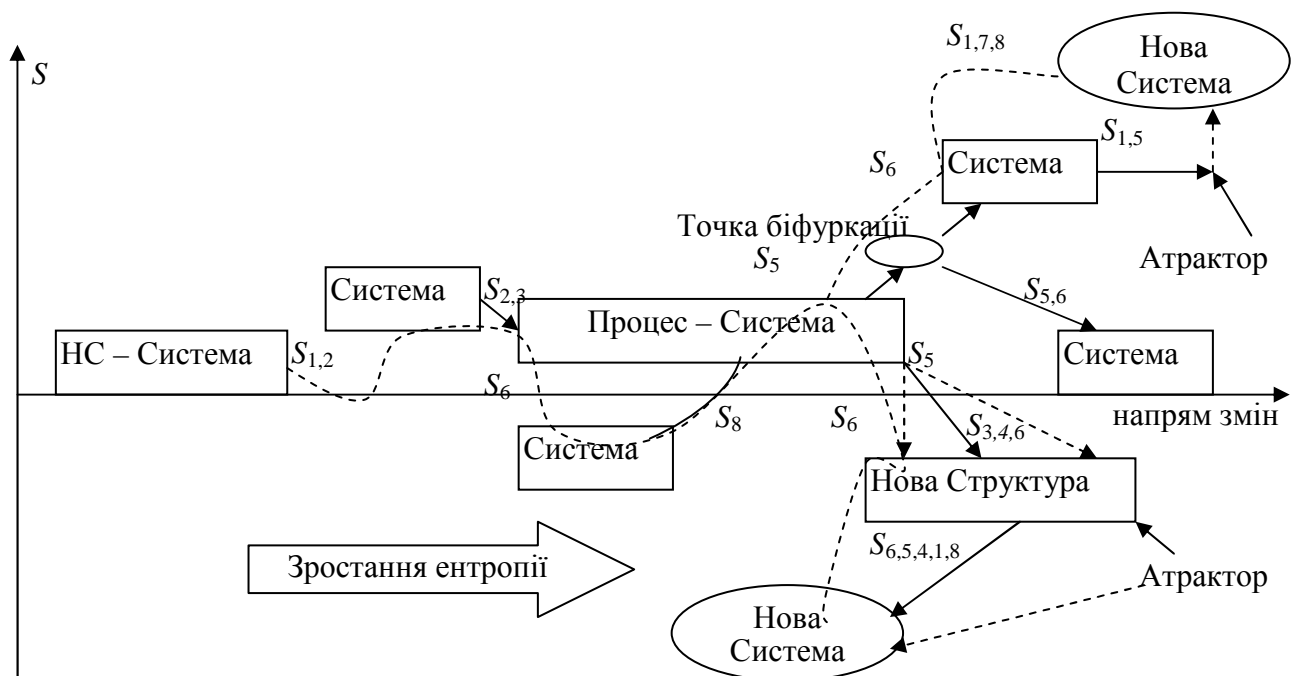 S₁,₇,₈
Нова
Система
S
S₁,₅
S₆
Система
Точка біфуркації
S₅
Атрактор
Система
S₂,₃
S₅,₆
Процес – Система
НС – Система
S₁,₂
S₅
Система
S₆
S₈
S₆
напрям змін
S₃,₄,₆
Система
Нова Структура
S₆,₅,₄,₁,₈
Зростання ентропії
Атрактор
Нова
Система